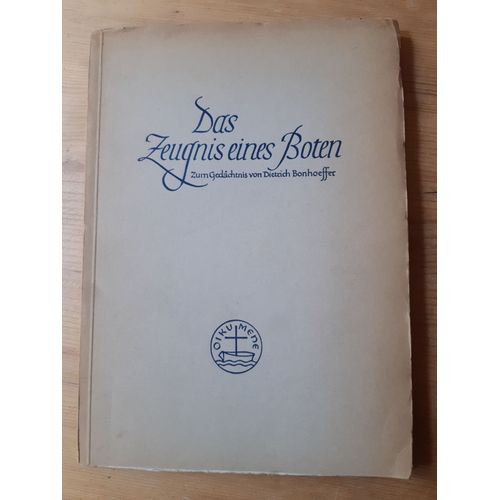 Das
Zeugnis eines Boten
Zum Gedächtnis von Dietrich Bonhoeffer
OIKUMENE